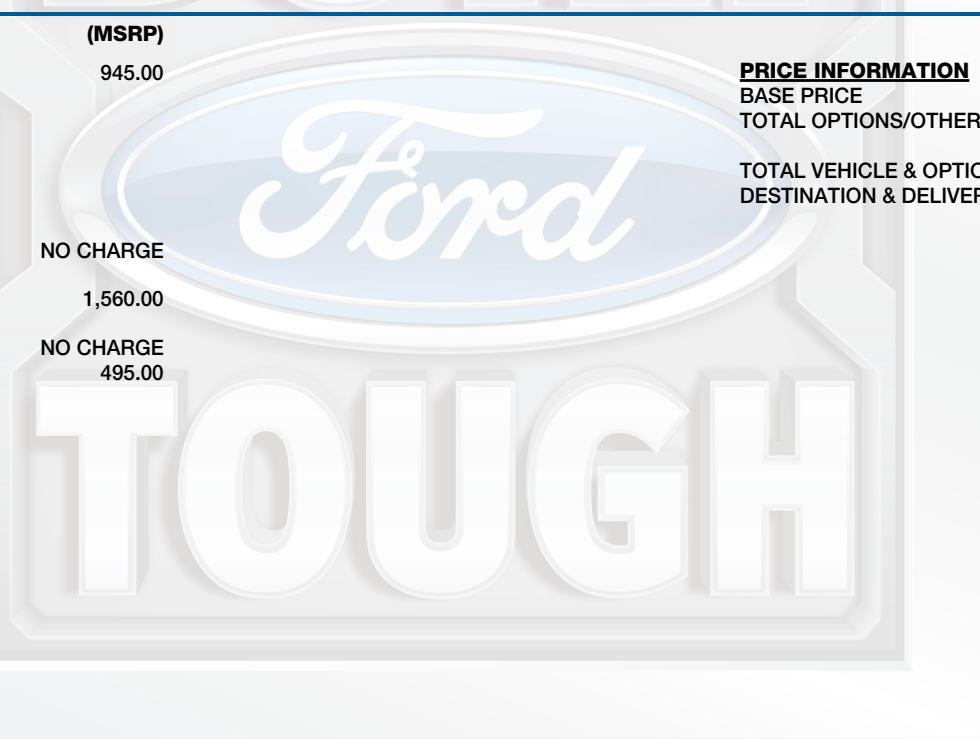 (MSRP)
945.00
NO CHARGE
1,560.00
NO CHARGE
495.00
PRICE INFORMATION
BASE PRICE
TOTAL OPTIONS/OTHER
TOTAL VEHICLE & OPTIO
DESTINATION & DELIVER
Ford
TOUGH